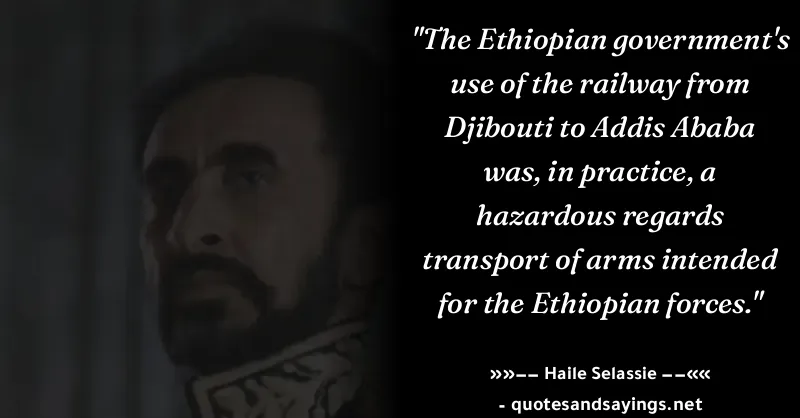 "The Ethiopian government's
use of the railway from
Djibouti to Addis Ababa
was, in practice, a
hazardous regards
transport of arms intended
for the Ethiopian forces."
»»–– Haile Selassie ––««
- quotesandsayings.net